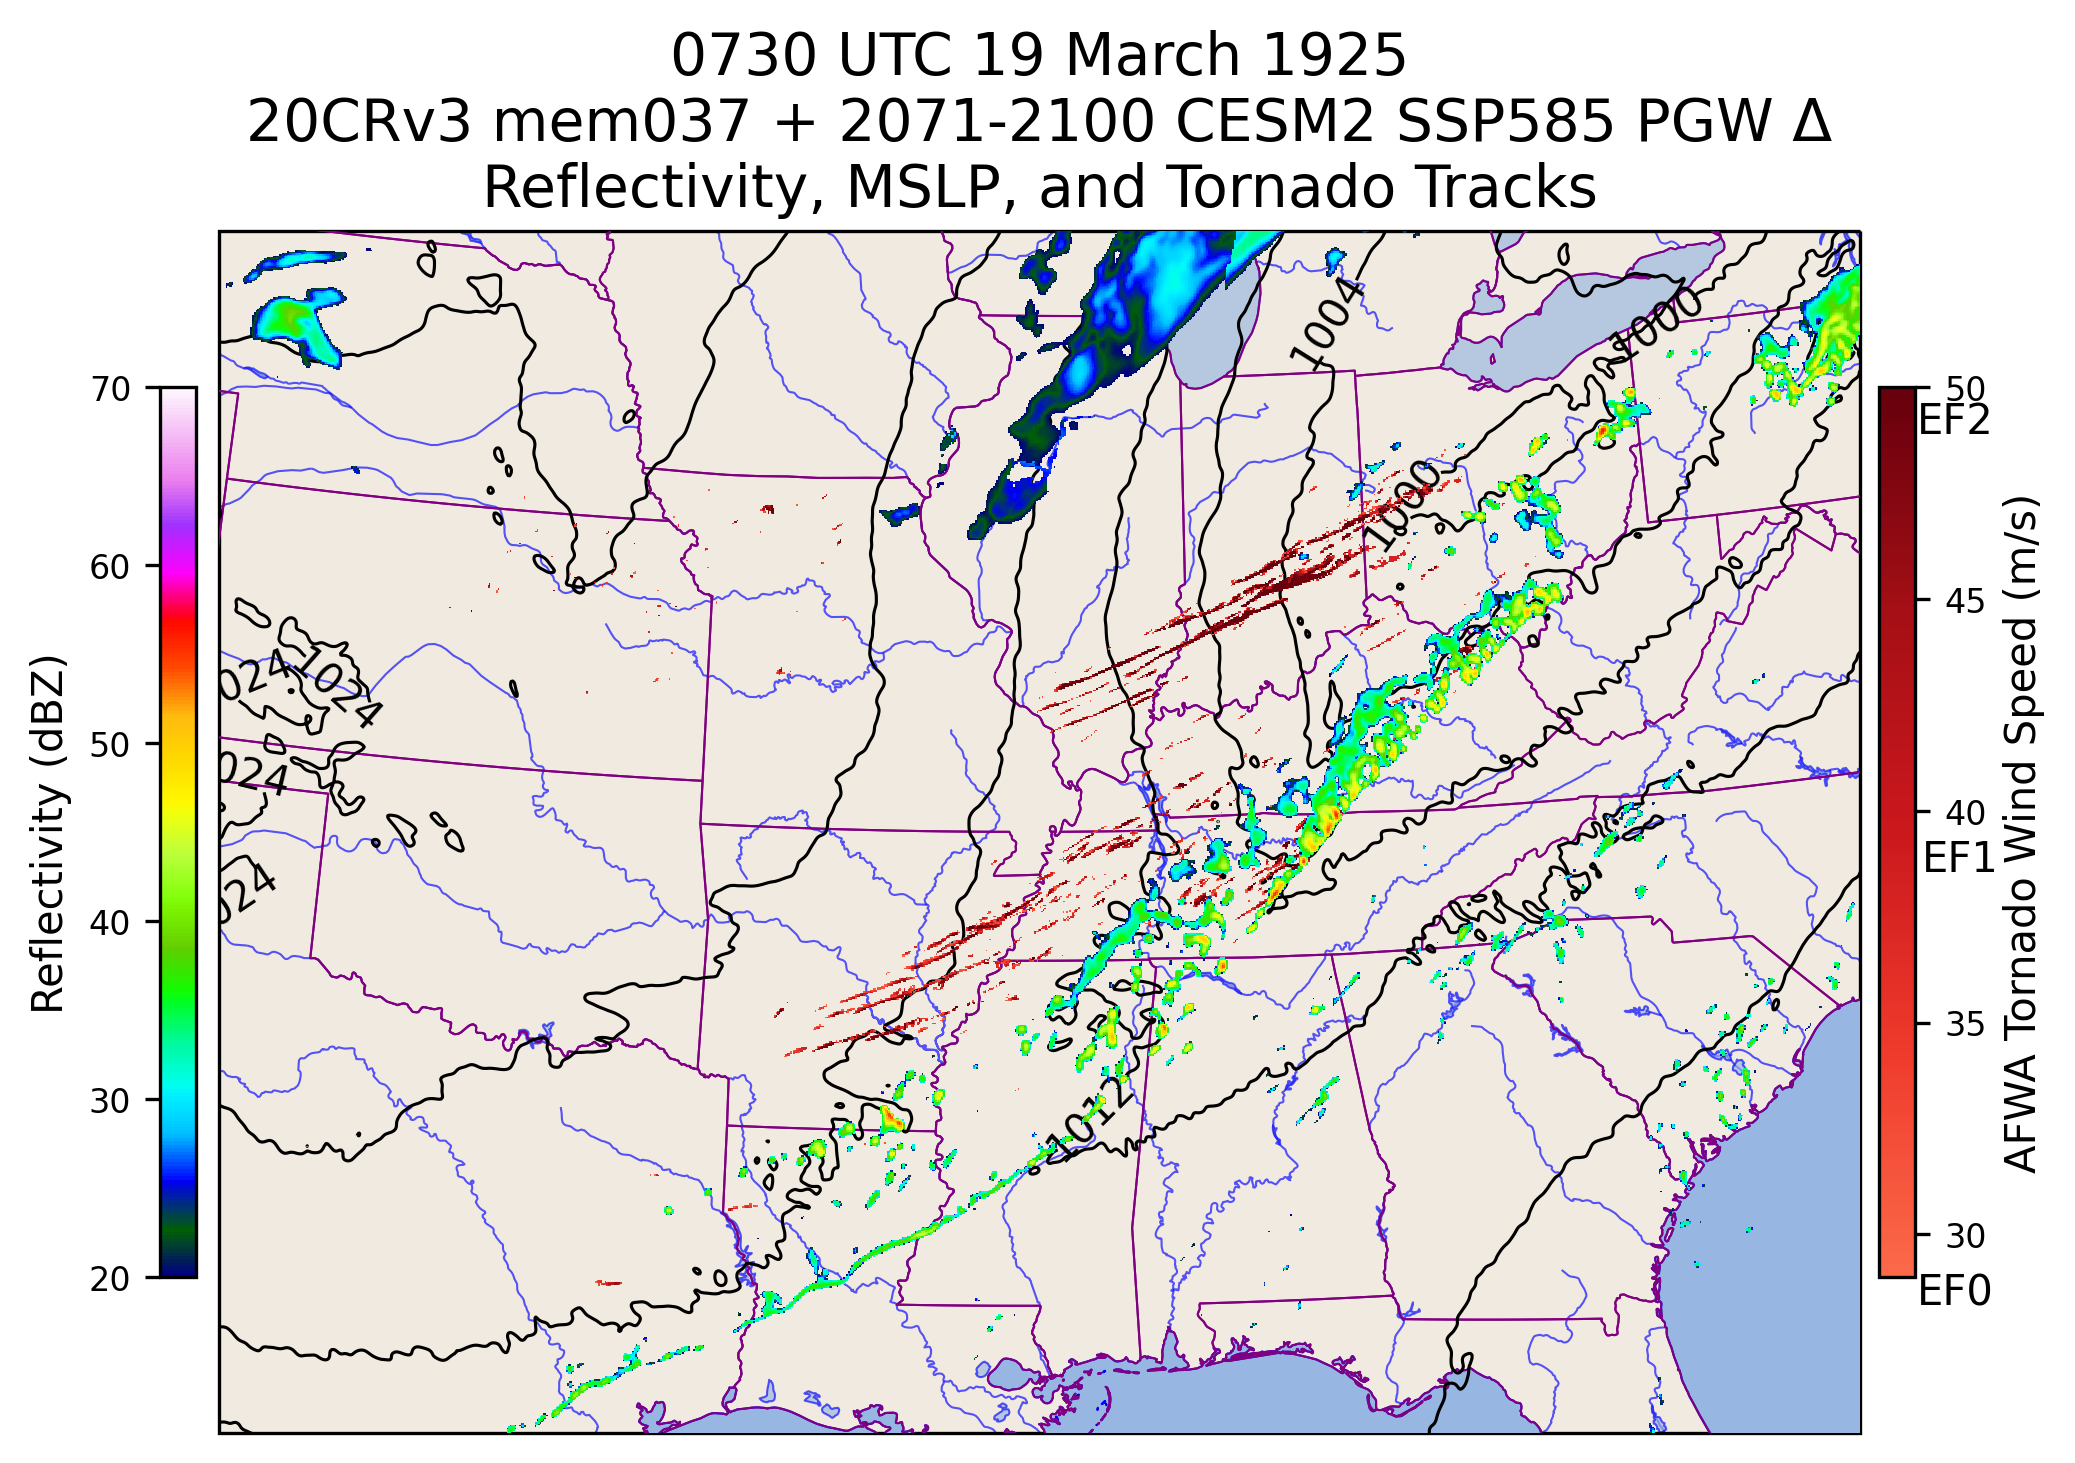 0730 UTC 19 March 1925
20CRv3 mem037 + 2071-2100 CESM2 SSP585 PGW Δ
Reflectivity, MSLP, and Tornado Tracks
Reflectivity (dBZ)
70
60
50
40
30
20
1004
1000
1000
024
1024
024
024
1012
50
EF2
45
40
EF1
35
30
EF0
AFWA Tornado Wind Speed (m/s)